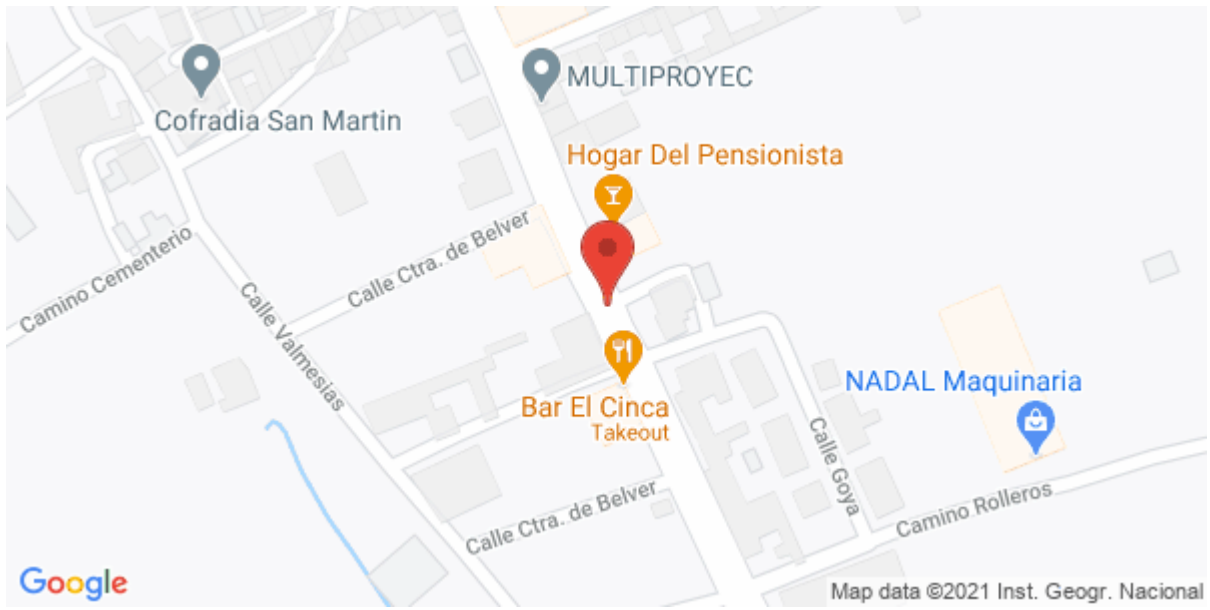 MULTIPROYEC
Cofradia San Martin
Hogar Del Pensionista
Calle Ctra. de Belver
Camino Cementerio
Calle Valmesias
Bar El Cinca
Takeout
NADAL Maquinaria
Calle Goya
Calle Ctra. de Belver
Camino Rolleros
Google
Map data ©2021 Inst. Geogr. Nacional